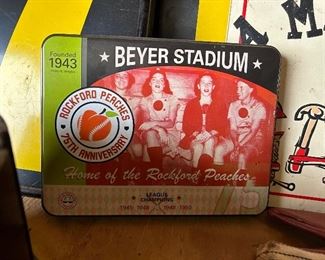 Founded
1943
★ BEYER STADIUM ★
ROCKFORD PEACHES
75TH ANNIVERSARY
Home of the Rockford Peaches
LEAGUE
CHAMPIONS
1945 1948 1949 1950
75
A M